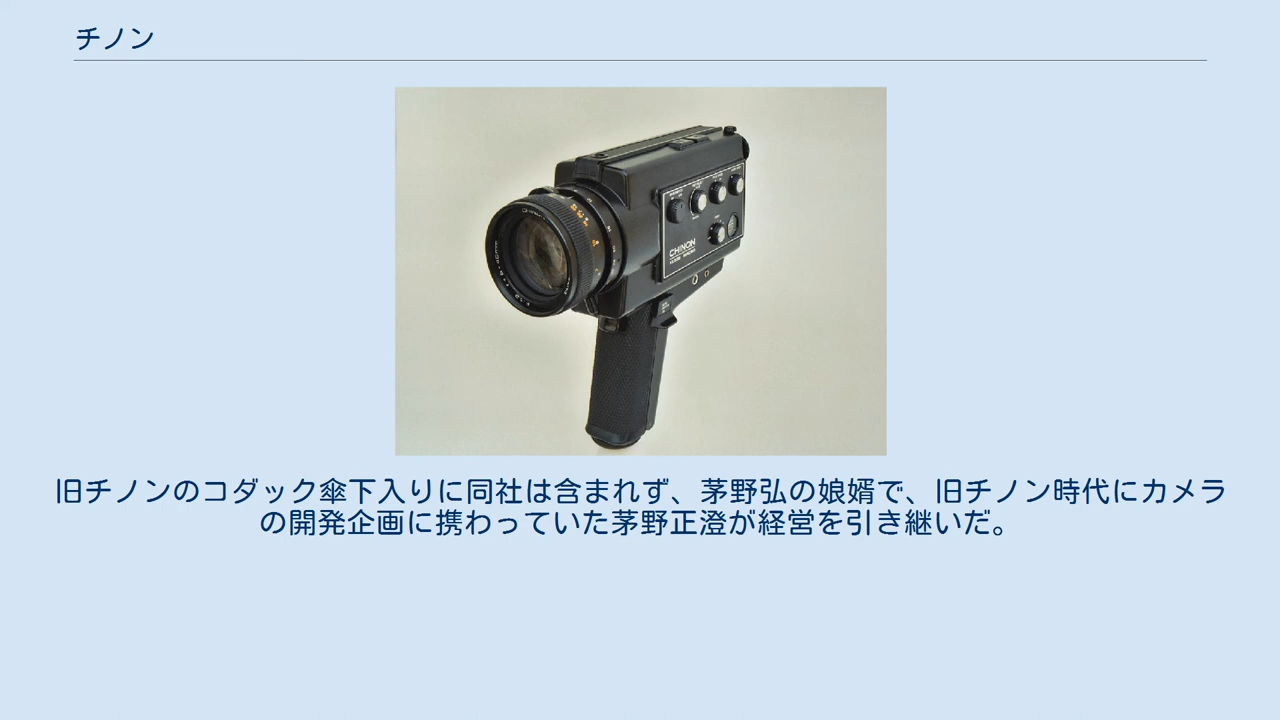 チノン
CHINON
旧チノンのコダック傘下入りに同社は含まれず、茅野弘の娘婿で、旧チノン時代にカメラ
の開発企画に携わっていた茅野正澄が経営を引き継いだ。